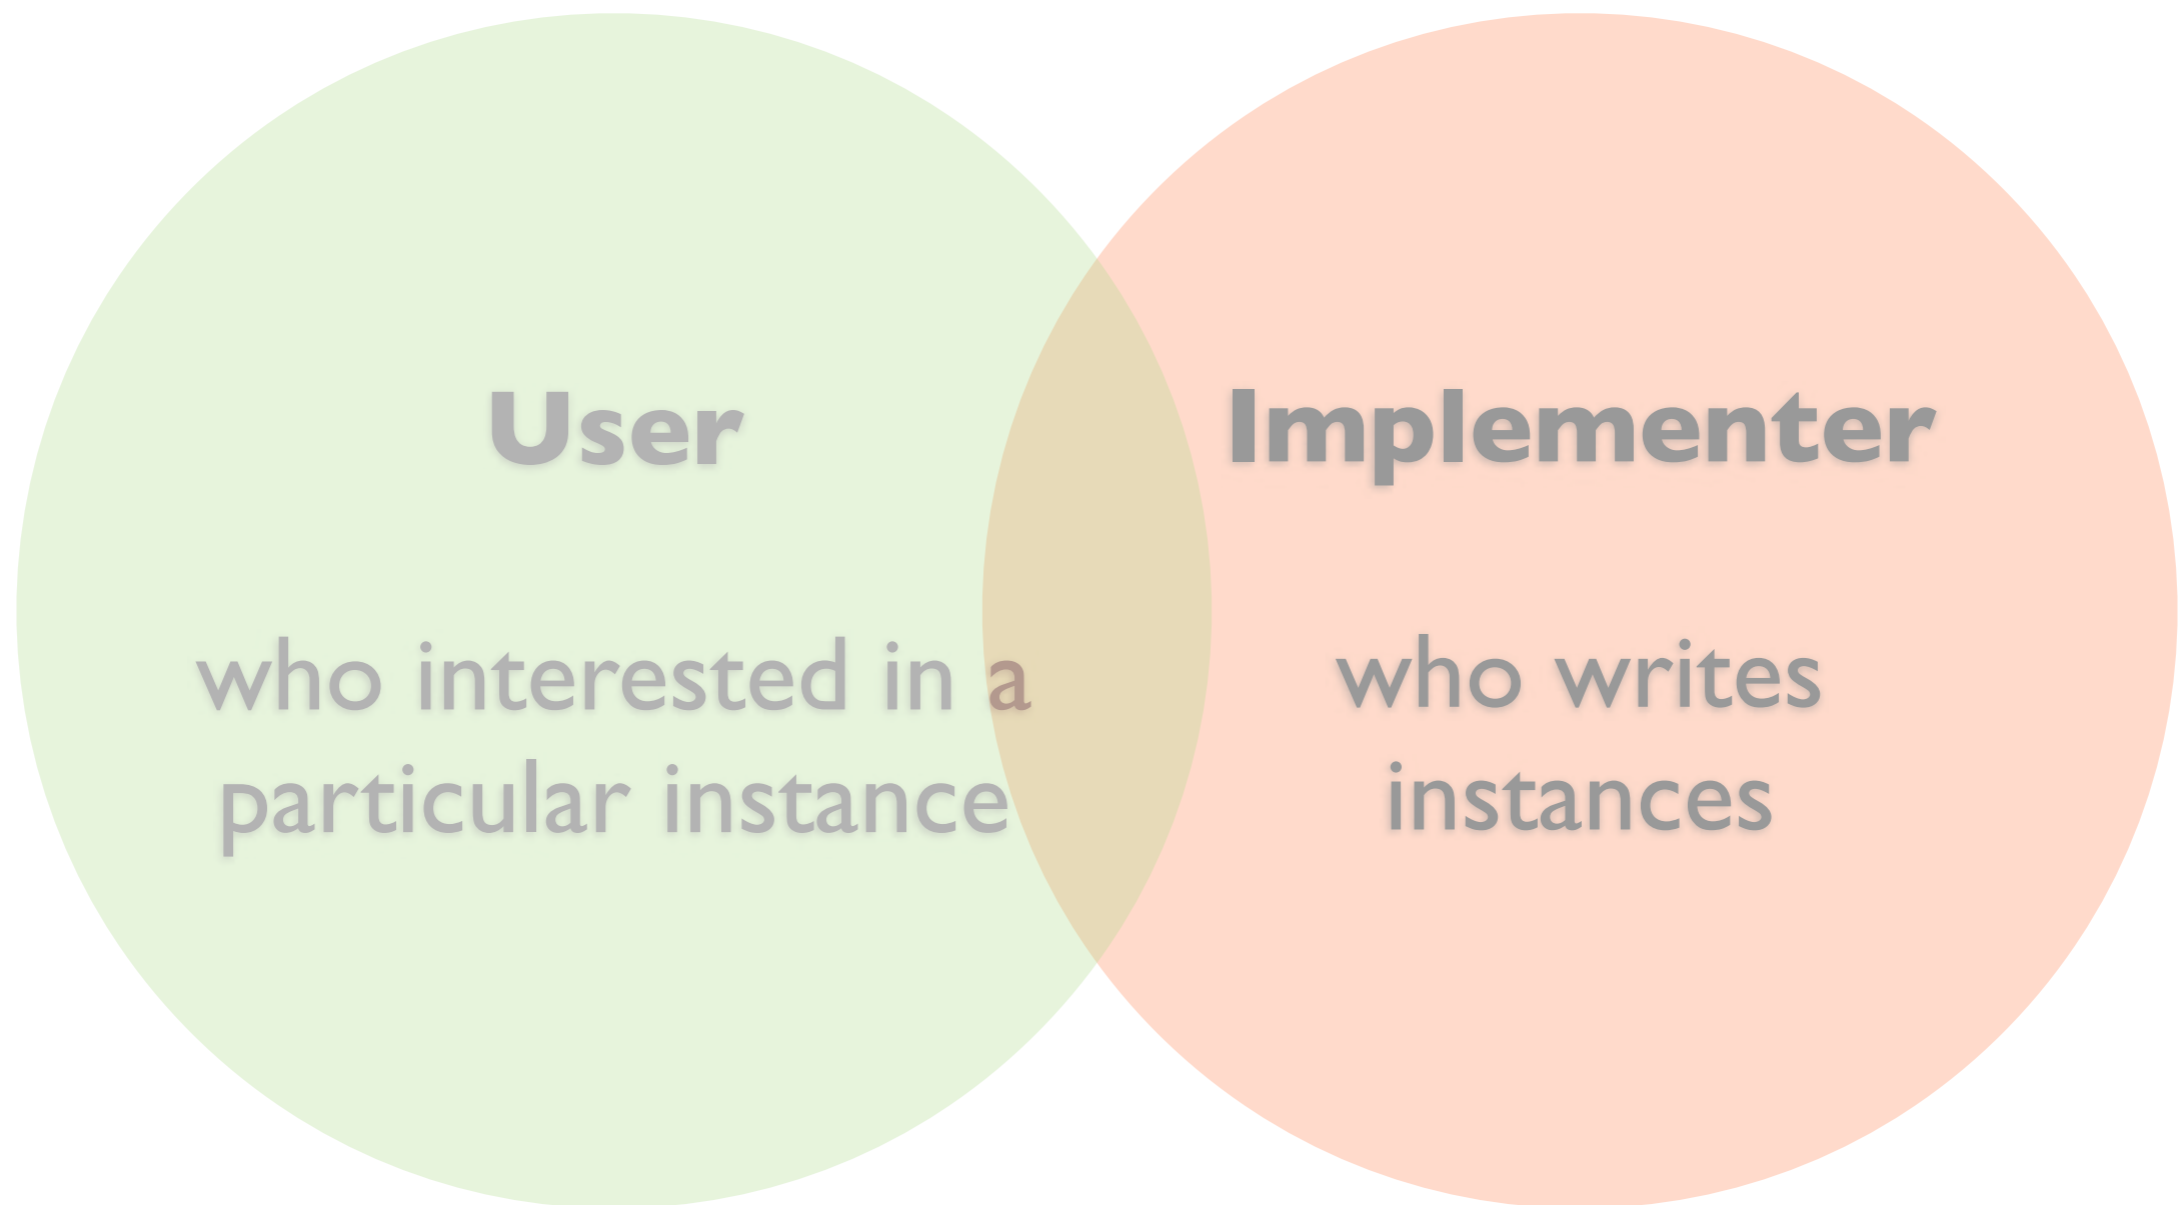 User
who interested in a
particular instance
Implementer
who writes
instances